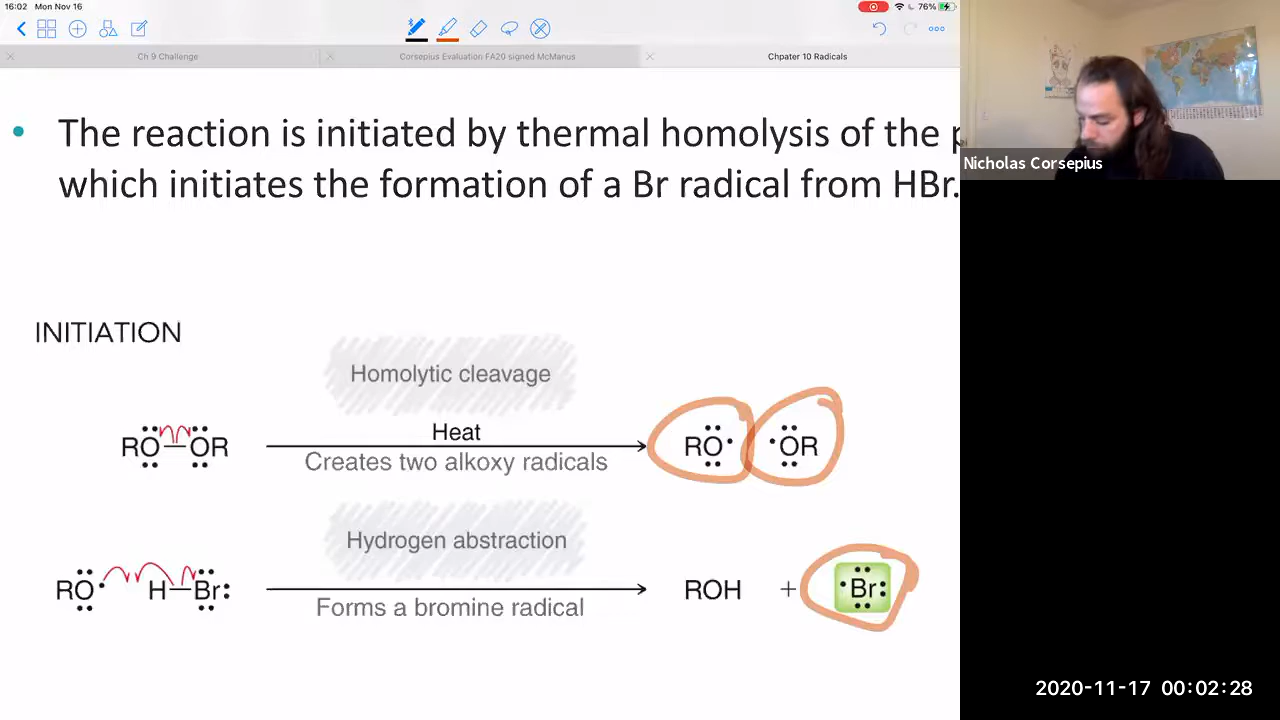 16:02 Mon Nov 16
76%
Ch 9 Challenge
Corsepius Evaluation FA20 signed McManus
Chpater 10 Radicals
• The reaction is initiated by thermal homolysis of the
which initiates the formation of a Br radical from HBr.
Nicholas Corsepius
INITIATION
Homolytic cleavage
RO—OR
Heat
Creates two alkoxy radicals
RO• •OR
Hydrogen abstraction
RO• H—Br
Forms a bromine radical
ROH + •Br
2020-11-17 00:02:28